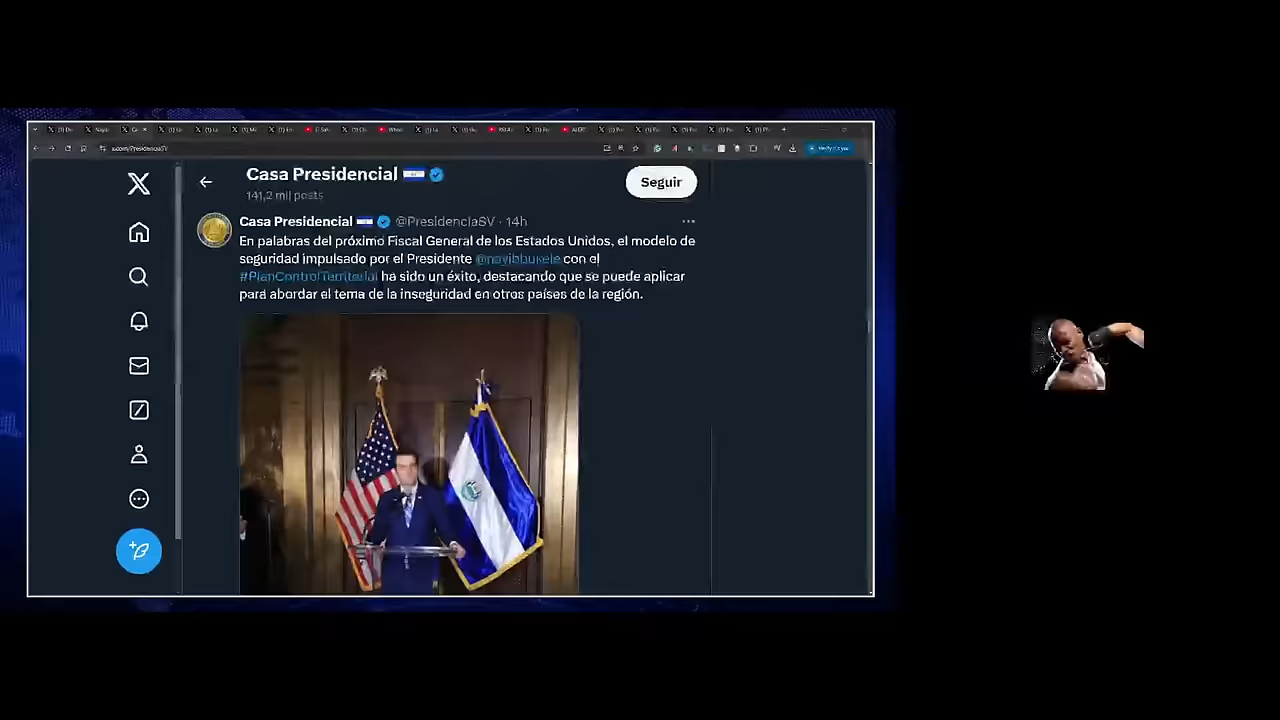 Casa Presidencial
141,2 mil posts
Seguir
Casa Presidencial @PresidenciaSV · 14h
En palabras del próximo Fiscal General de los Estados Unidos, el modelo de
seguridad impulsado por el Presidente @nayibbukele con el
#PlanControlTerritorial ha sido un éxito, destacando que se puede aplicar
para abordar el tema de la inseguridad en otros países de la región.